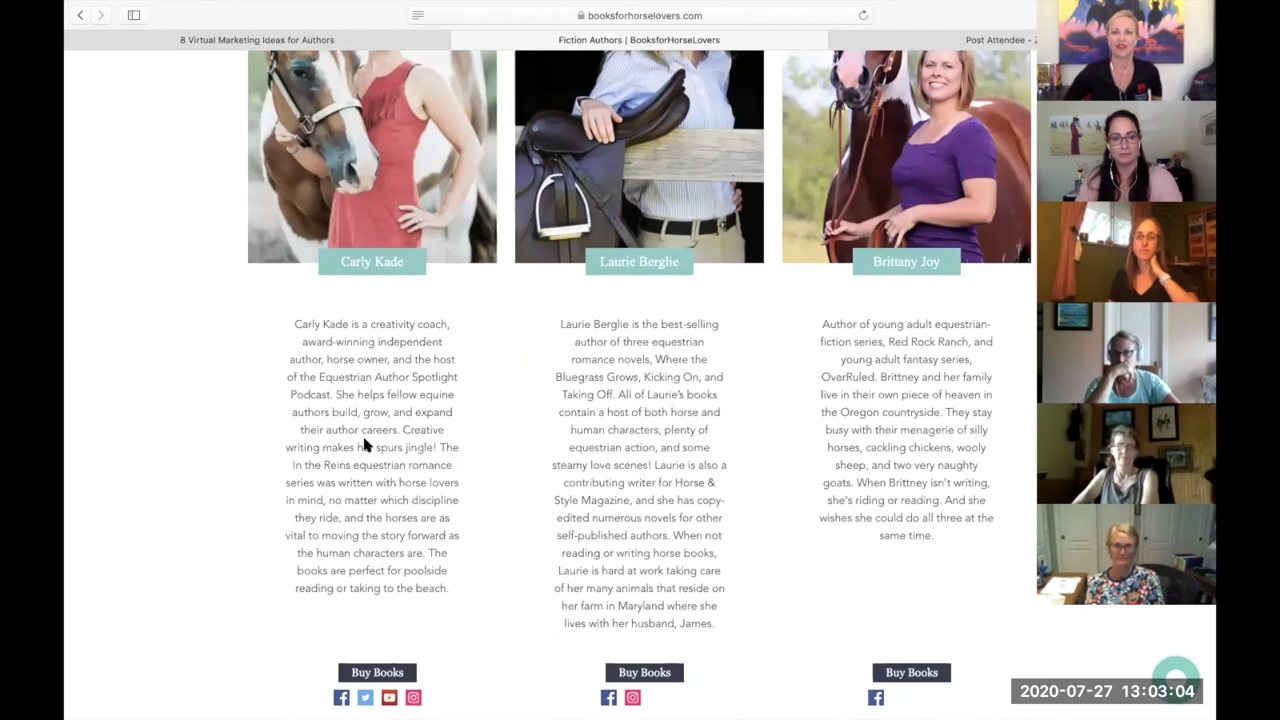 booksforhorselovers.com
8 Virtual Marketing Ideas for Authors
Fiction Authors | BooksforHorseLovers
Post Attendee - Z
Carly Kade
Carly Kade is a creativity coach,
award-winning independent
author, horse owner, and the host
of the Equestrian Author Spotlight
Podcast. She helps fellow equine
authors build, grow, and expand
their author careers. Creative
writing makes her spurs jingle! The
In the Reins equestrian romance
series was written with horse lovers
in mind, no matter which discipline
they ride, and the horses are as
vital to moving the story forward as
the human characters are. The
books are perfect for poolside
reading or taking to the beach.
Buy Books
Laurie Berglie
Laurie Berglie is the best-selling
author of three equestrian
romance novels, Where the
Bluegrass Grows, Kicking On, and
Taking Off. All of Laurie's books
contain a host of both horse and
human characters, plenty of
equestrian action, and some
steamy love scenes! Laurie is also a
contributing writer for Horse &
Style Magazine, and she has copy-
edited numerous novels for other
self-published authors. When not
reading or writing horse books,
Laurie is hard at work taking care
of her many animals that reside on
her farm in Maryland where she
lives with her husband, James.
Buy Books
Brittany Joy
Author of young adult equestrian-
fiction series, Red Rock Ranch, and
young adult fantasy series,
OverRuled. Brittney and her family
live in their own piece of heaven in
the Oregon countryside. They stay
busy with their menagerie of silly
horses, cackling chickens, wooly
sheep, and two very naughty
goats. When Brittney isn't writing,
she's riding or reading. And she
wishes she could do all three at the
same time.
Buy Books
2020-07-27 13:03:04